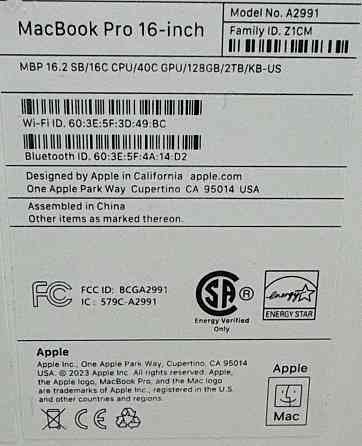 MacBook Pro 16-inch
Model No. A2991
Family ID. Z1CM
MBP 16.2 SB/16C CPU/40C GPU/128GB/2TB/KB-US
Wi-Fi ID. 60:3E:5F:3D:49:BC
Bluetooth ID. 60:3E:5F:4A:14:D2
Designed by Apple in California apple.com
One Apple Park Way Cupertino CA 95014 USA
Assembled in China
Other items as marked thereon.
FC
FCC ID: BCGA2991
IC : 579C-A2991
SA ®
Energy Verified
Only
energy
ENERGY STAR
Apple
Apple Inc., One Apple Park Way, Cupertino, CA 95014
USA. © 2023 Apple Inc. All rights reserved. Apple,
the Apple logo, MacBook Pro, and the Mac logo
are trademarks of Apple Inc., registered in the U.S.
and other countries and regions.
CE
Apple
Mac